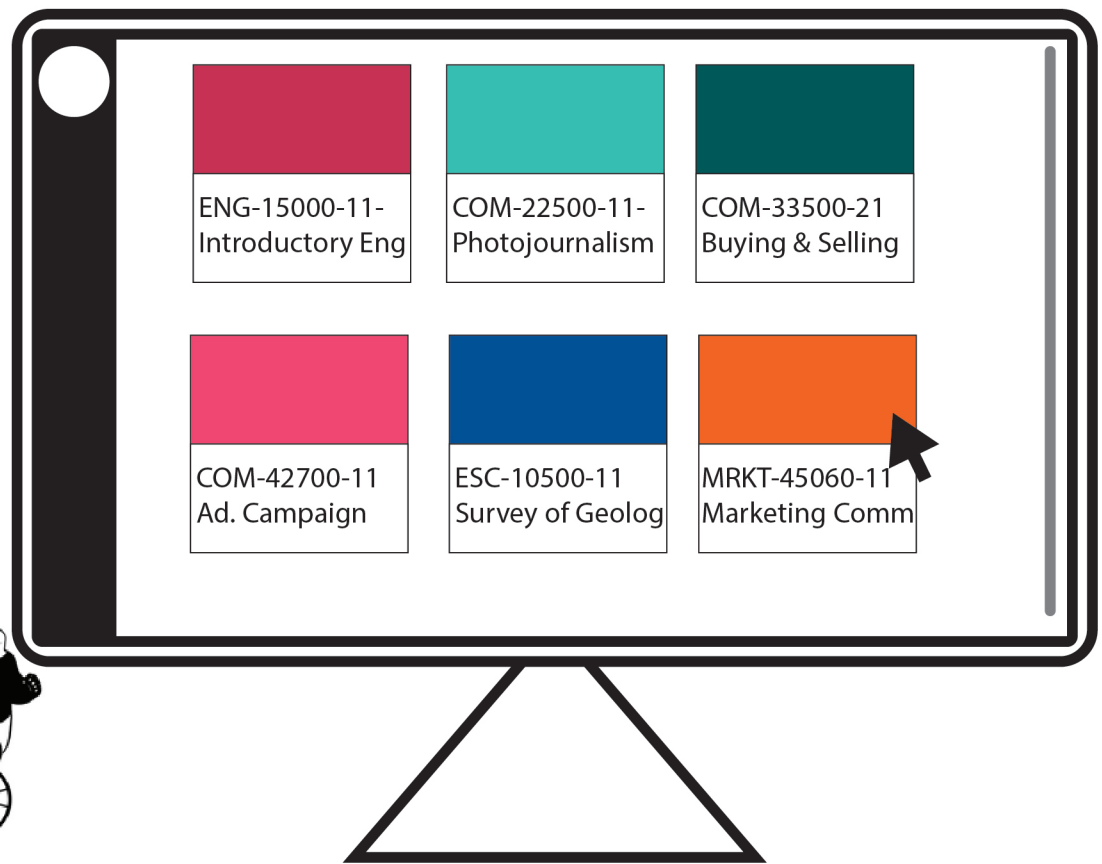 ENG-15000-11-
Introductory Eng
COM-22500-11-
Photojournalism
COM-33500-21
Buying & Selling
COM-42700-11
Ad. Campaign
ESC-10500-11
Survey of Geolog
MRKT-45060-11
Marketing Comm